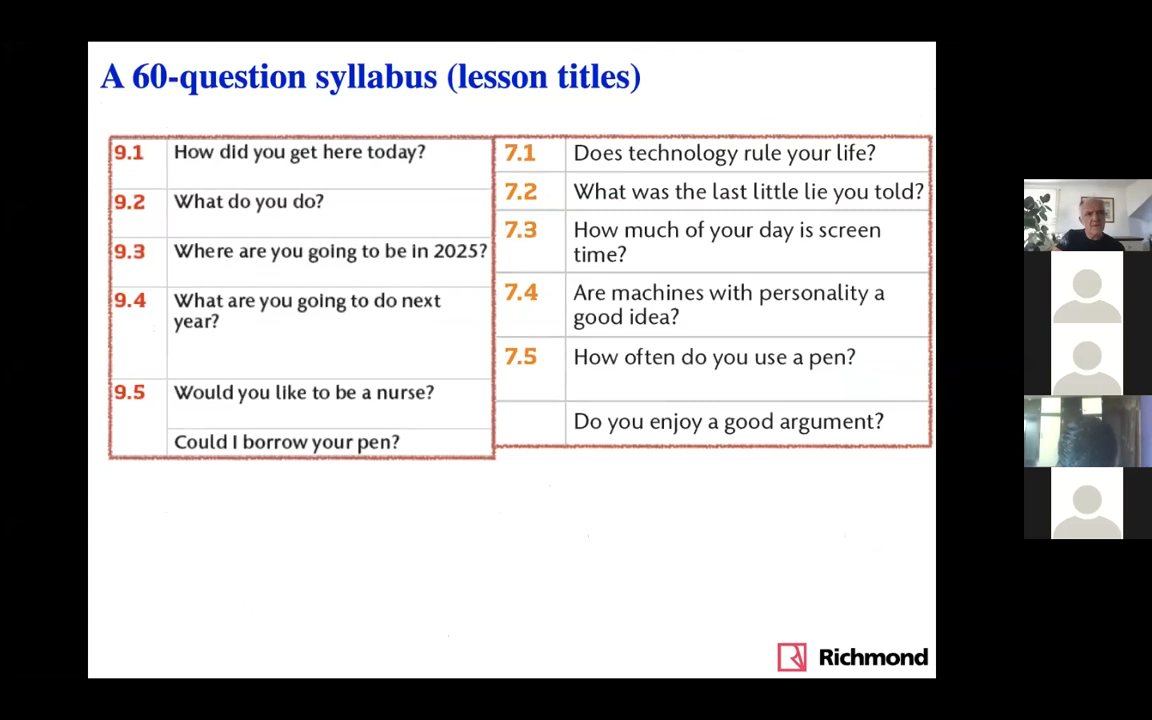 A 60-question syllabus (lesson titles)
9.1 How did you get here today?
9.2 What do you do?
9.3 Where are you going to be in 2025?
9.4 What are you going to do next
year?
9.5 Would you like to be a nurse?
Could I borrow your pen?
7.1 Does technology rule your life?
7.2 What was the last little lie you told?
7.3 How much of your day is screen
time?
7.4 Are machines with personality a
good idea?
7.5 How often do you use a pen?
Do you enjoy a good argument?
Richmond